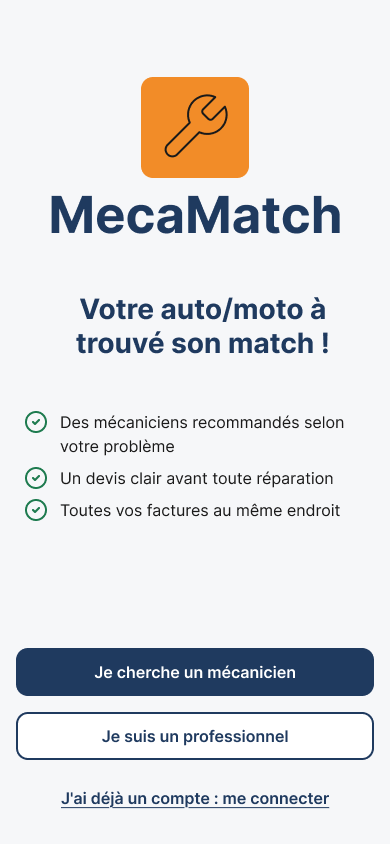 MecaMatch
Votre auto/moto à
trouvé son match !
Des mécaniciens recommandés selon
votre problème
Un devis clair avant toute réparation
Toutes vos factures au même endroit
Je cherche un mécanicien
Je suis un professionnel
J'ai déjà un compte : me connecter